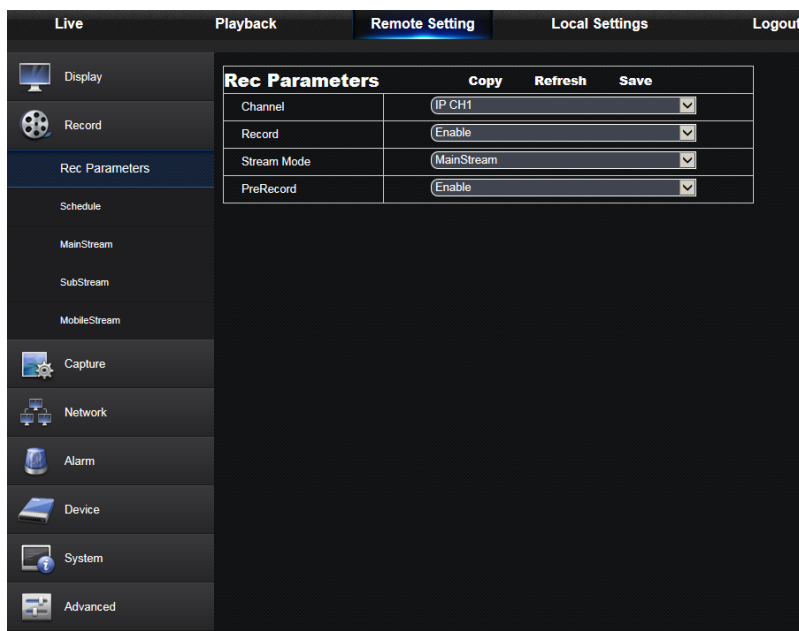 Live Playback Remote Setting Local Settings Logout
Display
Record
Rec Parameters
Schedule
MainStream
SubStream
MobileStream
Capture
Network
Alarm
Device
System
Advanced
Rec Parameters Copy Refresh Save
Channel IP CH1
Record Enable
Stream Mode MainStream
PreRecord Enable